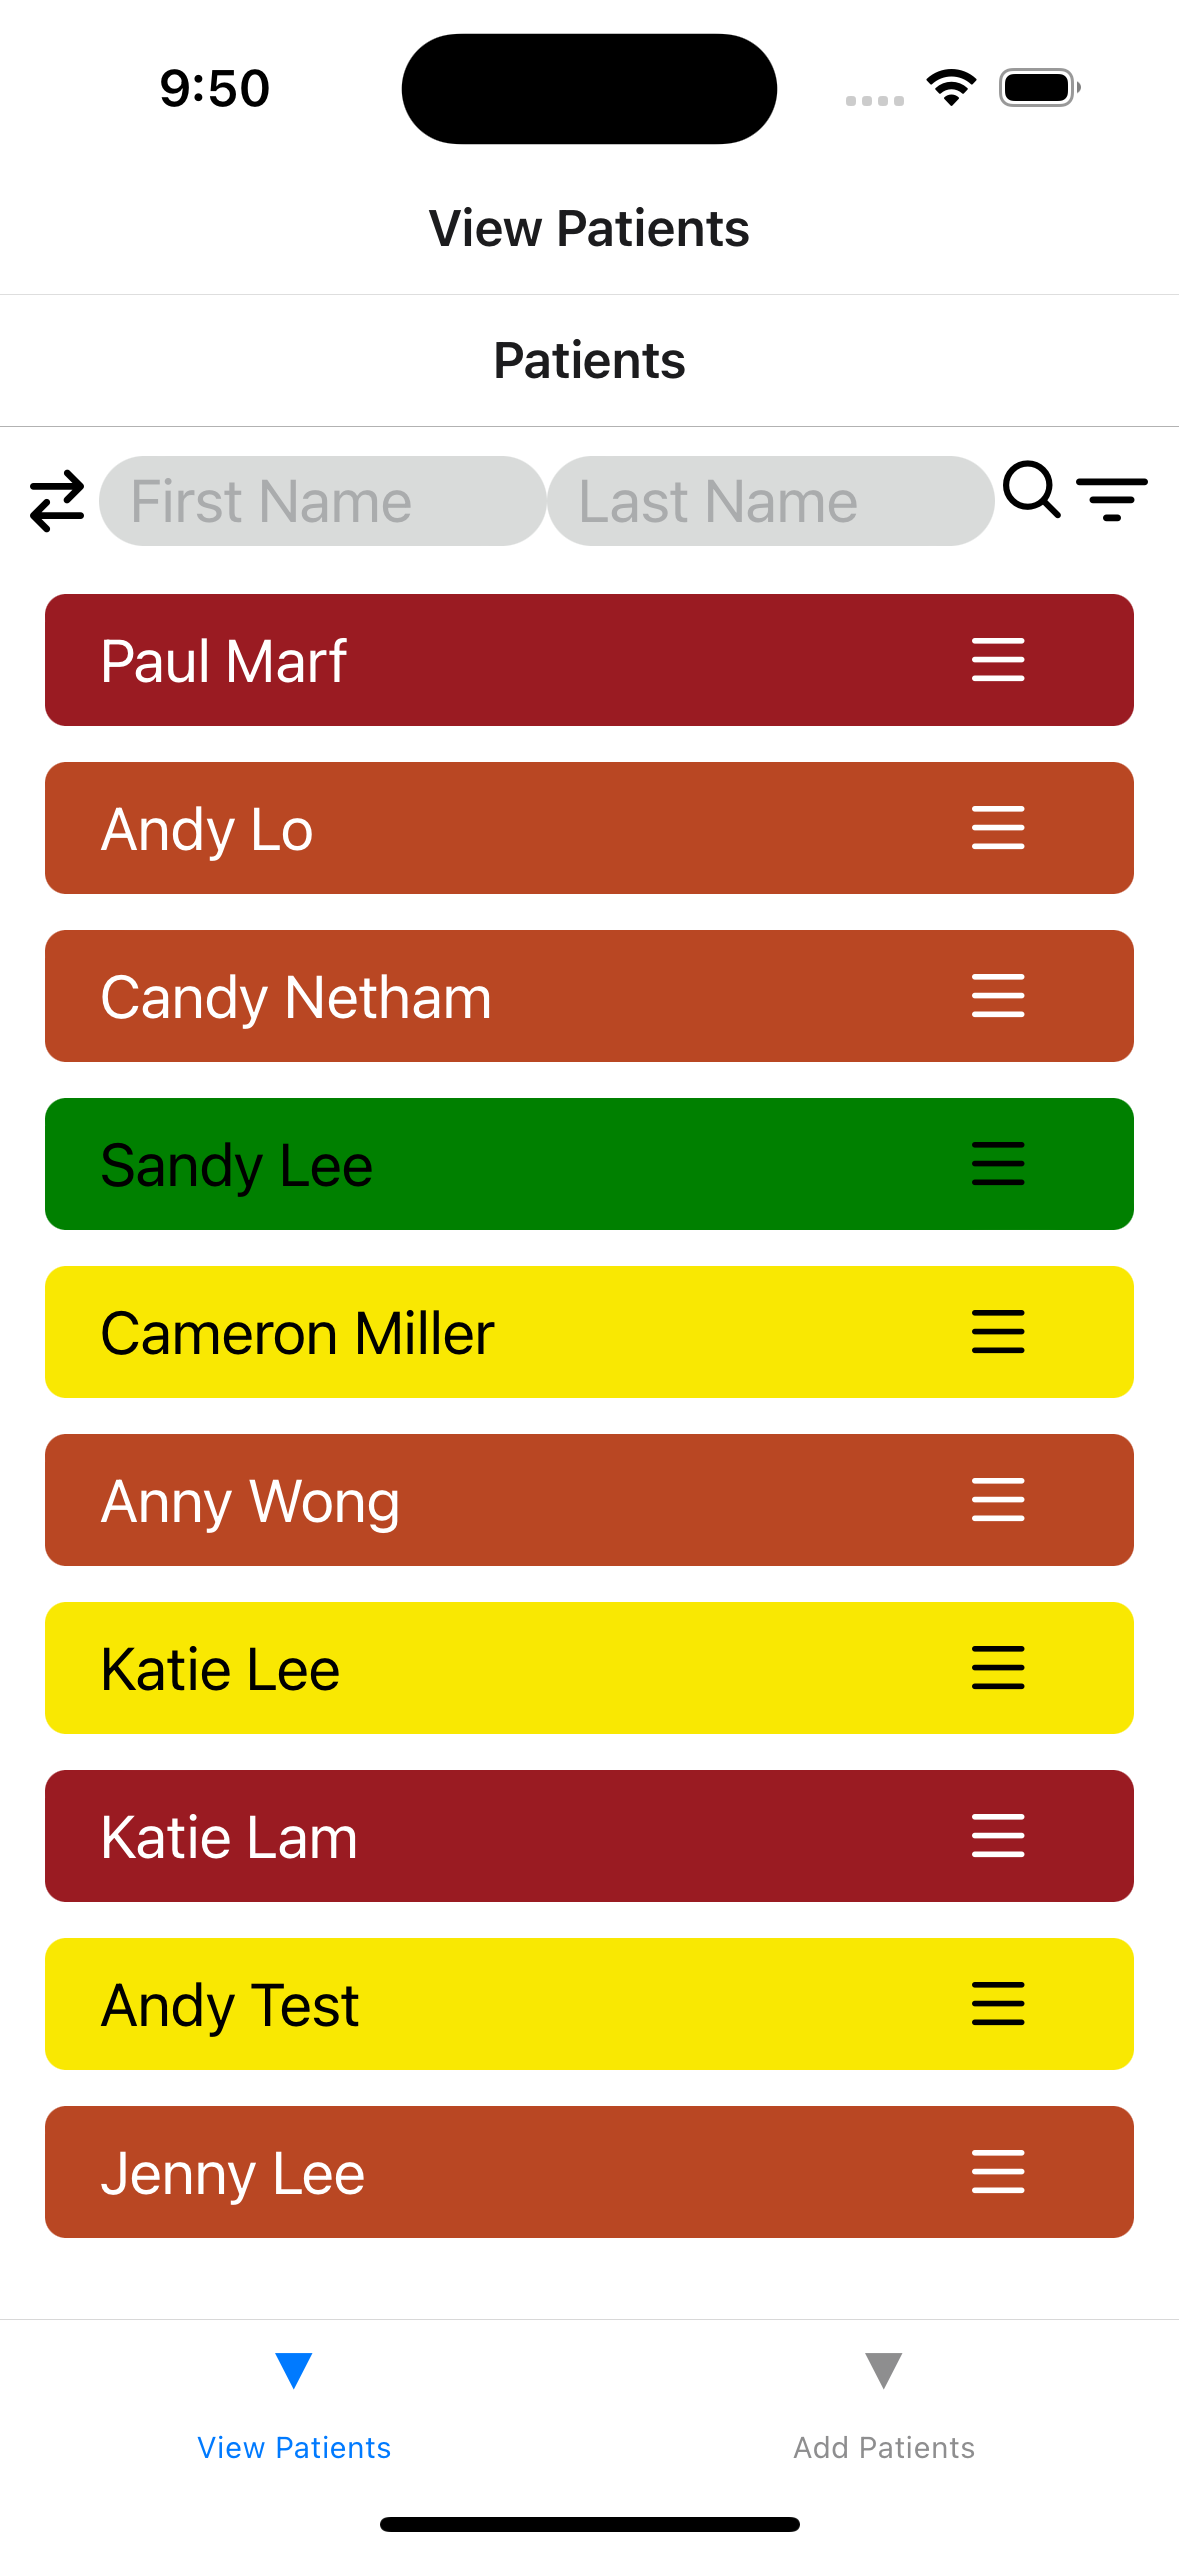 9:50
View Patients
Patients
First Name Last Name
Paul Marf
Andy Lo
Candy Netham
Sandy Lee
Cameron Miller
Anny Wong
Katie Lee
Katie Lam
Andy Test
Jenny Lee
View Patients Add Patients